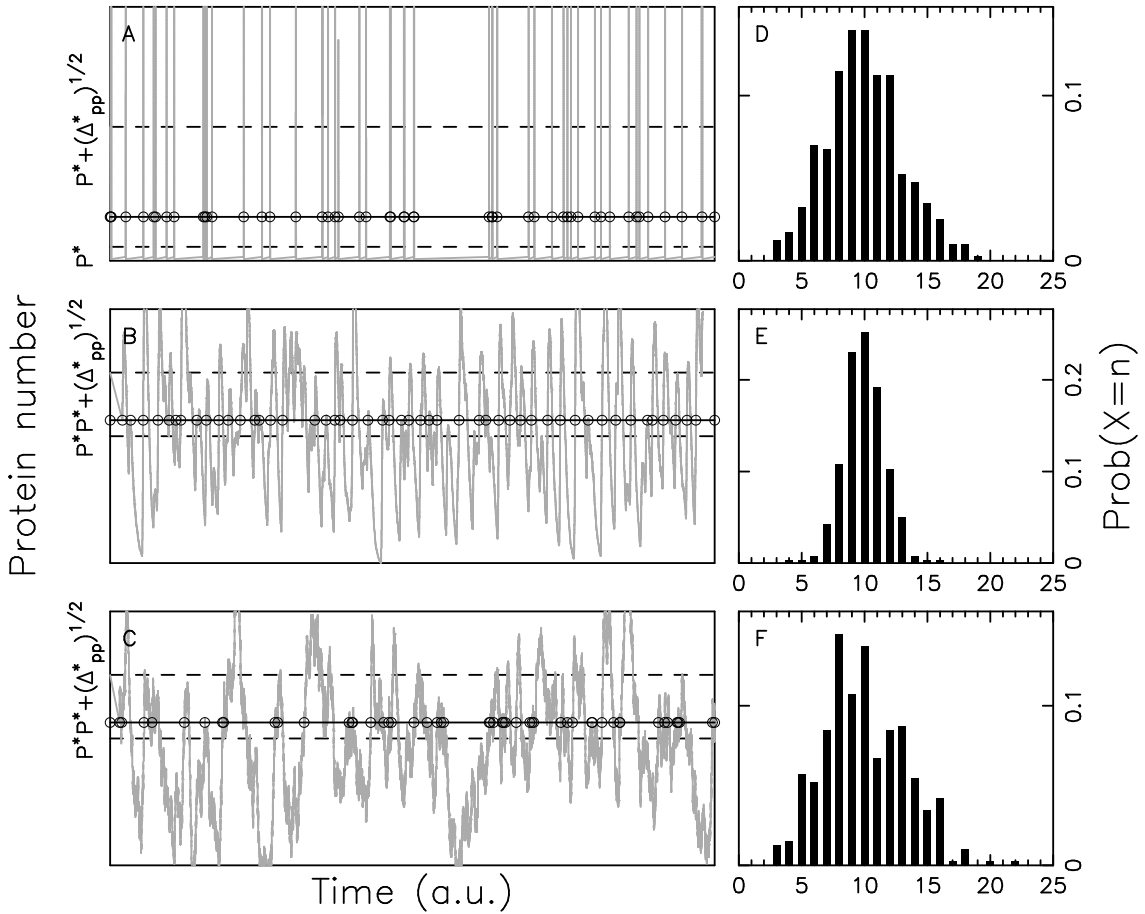 A
P* P*+(Δ*pp)1/2
D
0 0.1
0 5 10 15 20 25
B
P*P*+(Δ*pp)1/2
E
0 0.1 0.2
0 5 10 15 20 25
C
P*P*+(Δ*pp)1/2
F
0 0.1
0 5 10 15 20 25
Protein number
Time (a.u.)
Prob(X=n)